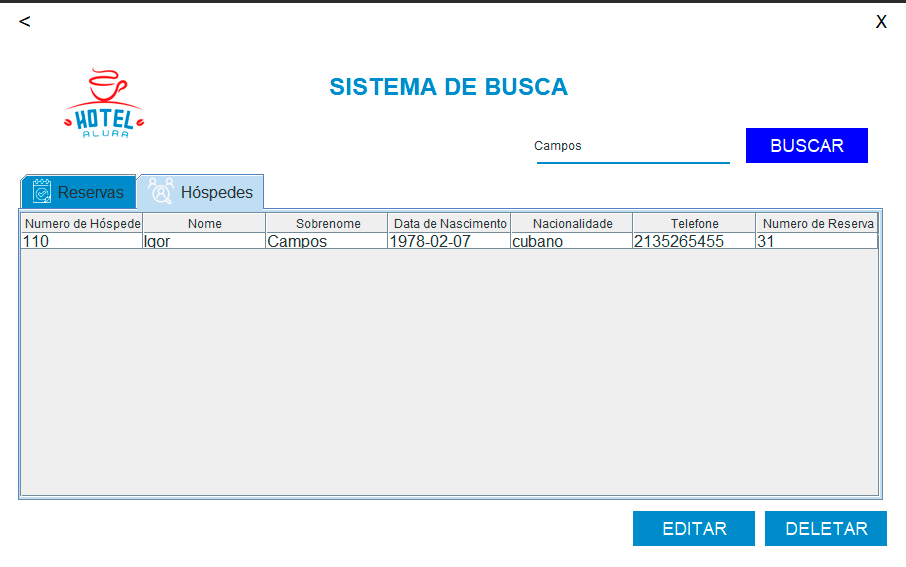 <
X
HOTEL
ALURA
SISTEMA DE BUSCA
Campos
BUSCAR
Reservas
Hóspedes
Numero de Hóspede Nome Sobrenome Data de Nascimento Nacionalidade Telefone Numero de Reserva
110 Igor Campos 1978-02-07 cubano 2135265455 31
EDITAR
DELETAR